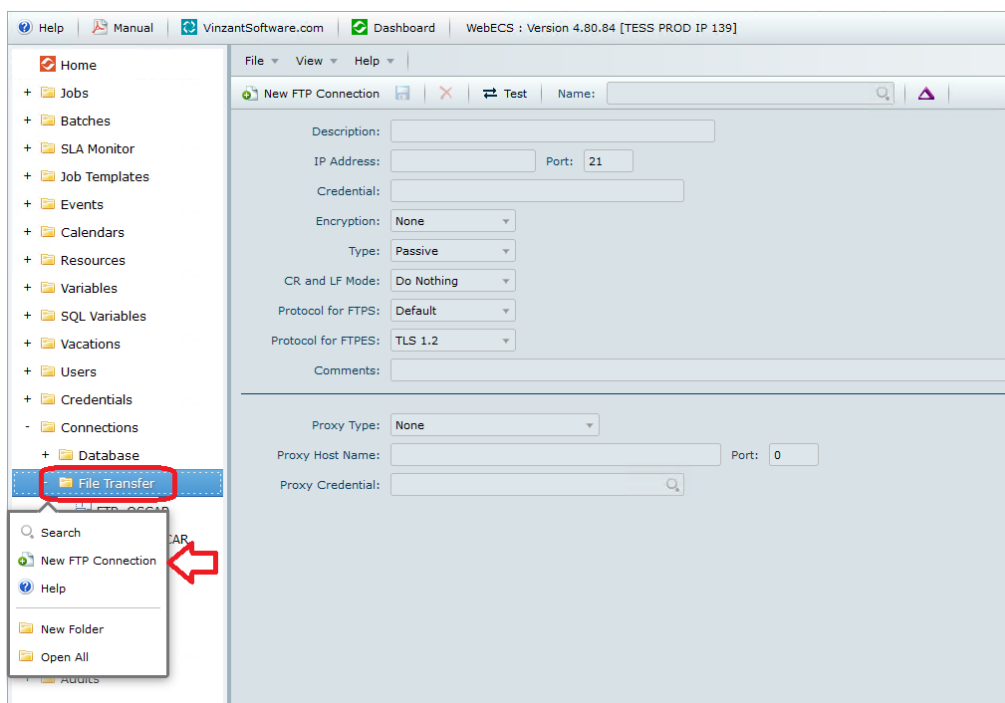 Help Manual VinzantSoftware.com Dashboard WebECS : Version 4.80.84 [TESS PROD IP 139]
Home
+ Jobs
+ Batches
+ SLA Monitor
+ Job Templates
+ Events
+ Calendars
+ Resources
+ Variables
+ SQL Variables
+ Vacations
+ Users
+ Credentials
- Connections
+ Database
- File Transfer
FTP_OSCAR
CAR
Search
New FTP Connection
Help
New Folder
Open All
+ Audits
File View Help
New FTP Connection Test Name:
Description:
IP Address: Port: 21
Credential:
Encryption: None
Type: Passive
CR and LF Mode: Do Nothing
Protocol for FTPS: Default
Protocol for FTPES: TLS 1.2
Comments:
Proxy Type: None
Proxy Host Name: Port: 0
Proxy Credential: